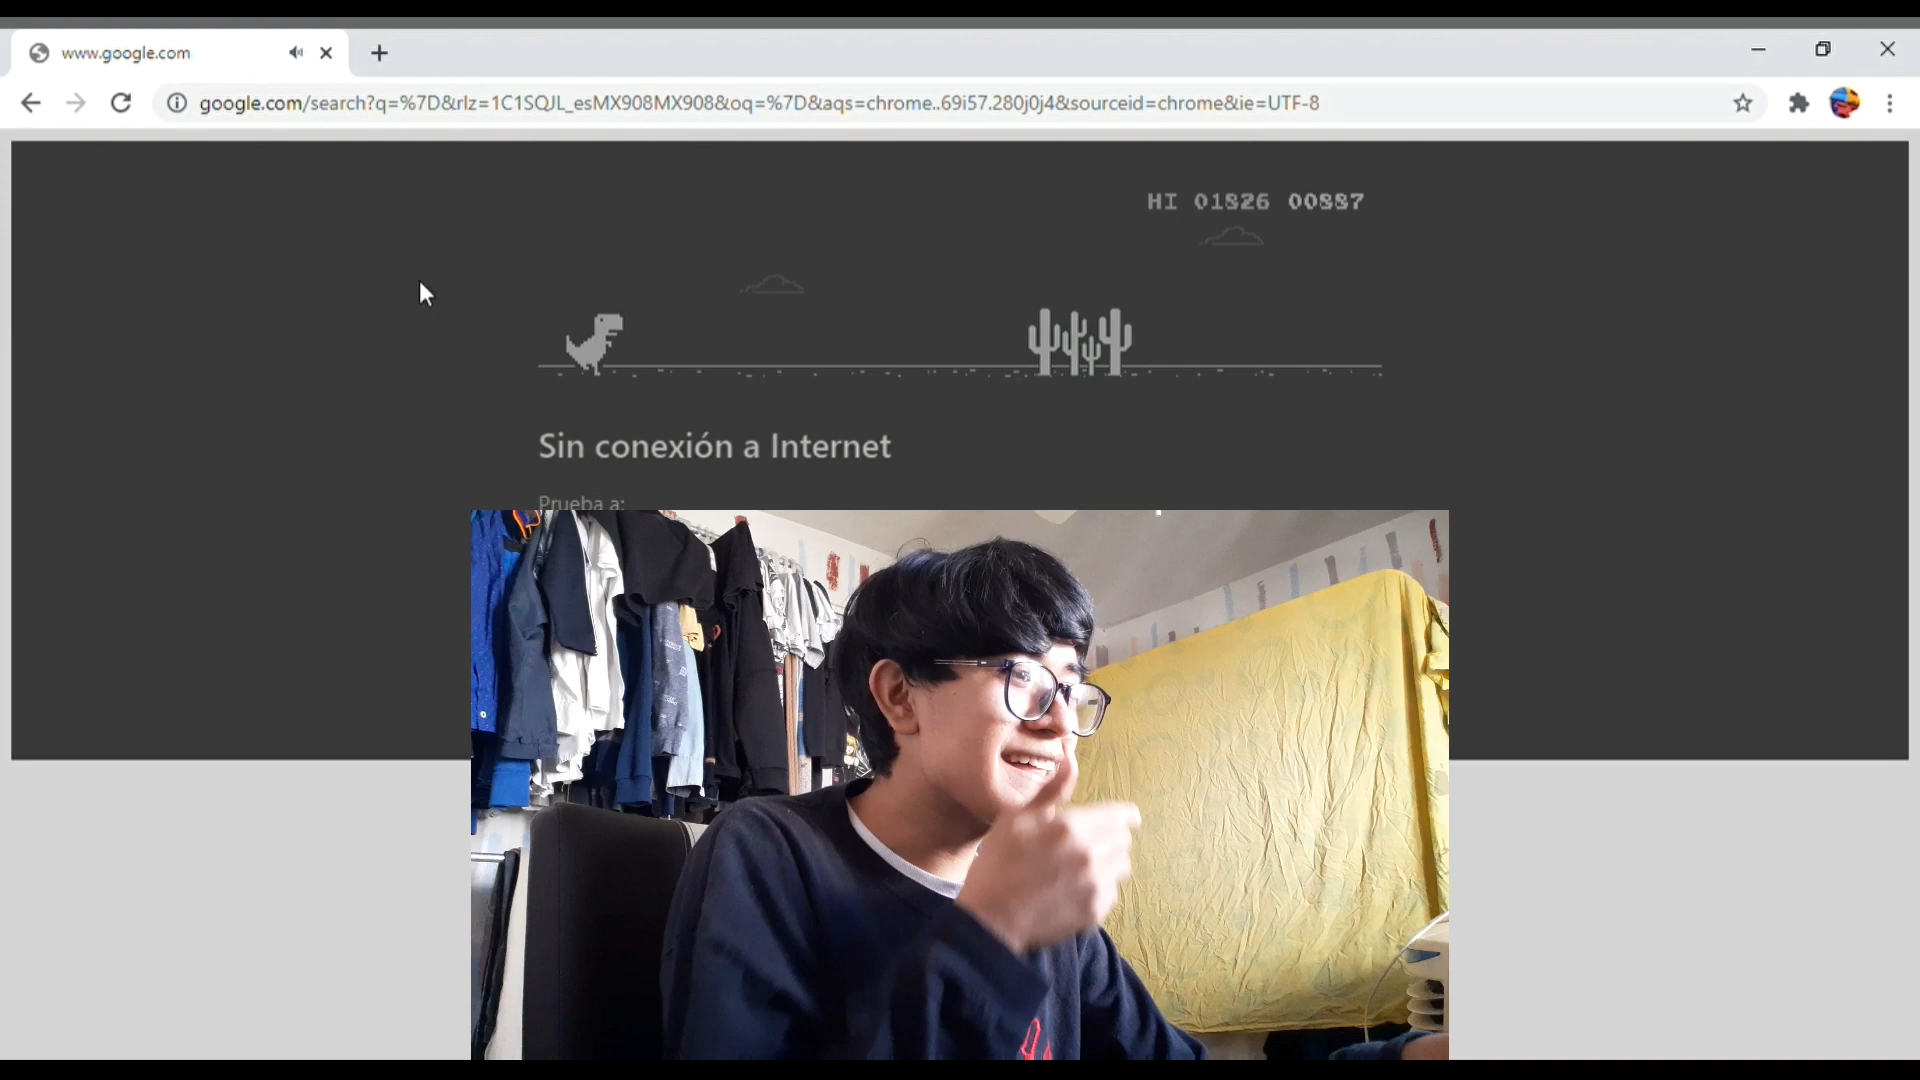 www.google.com
google.com/search?q=%7D&rlz=1C1SQJL_esMX908MX908&oq=%7D&aqs=chrome..69i57.280j0j4&sourceid=chrome&ie=UTF-8
HI 01826 00887
Sin conexión a Internet
Prueba a: